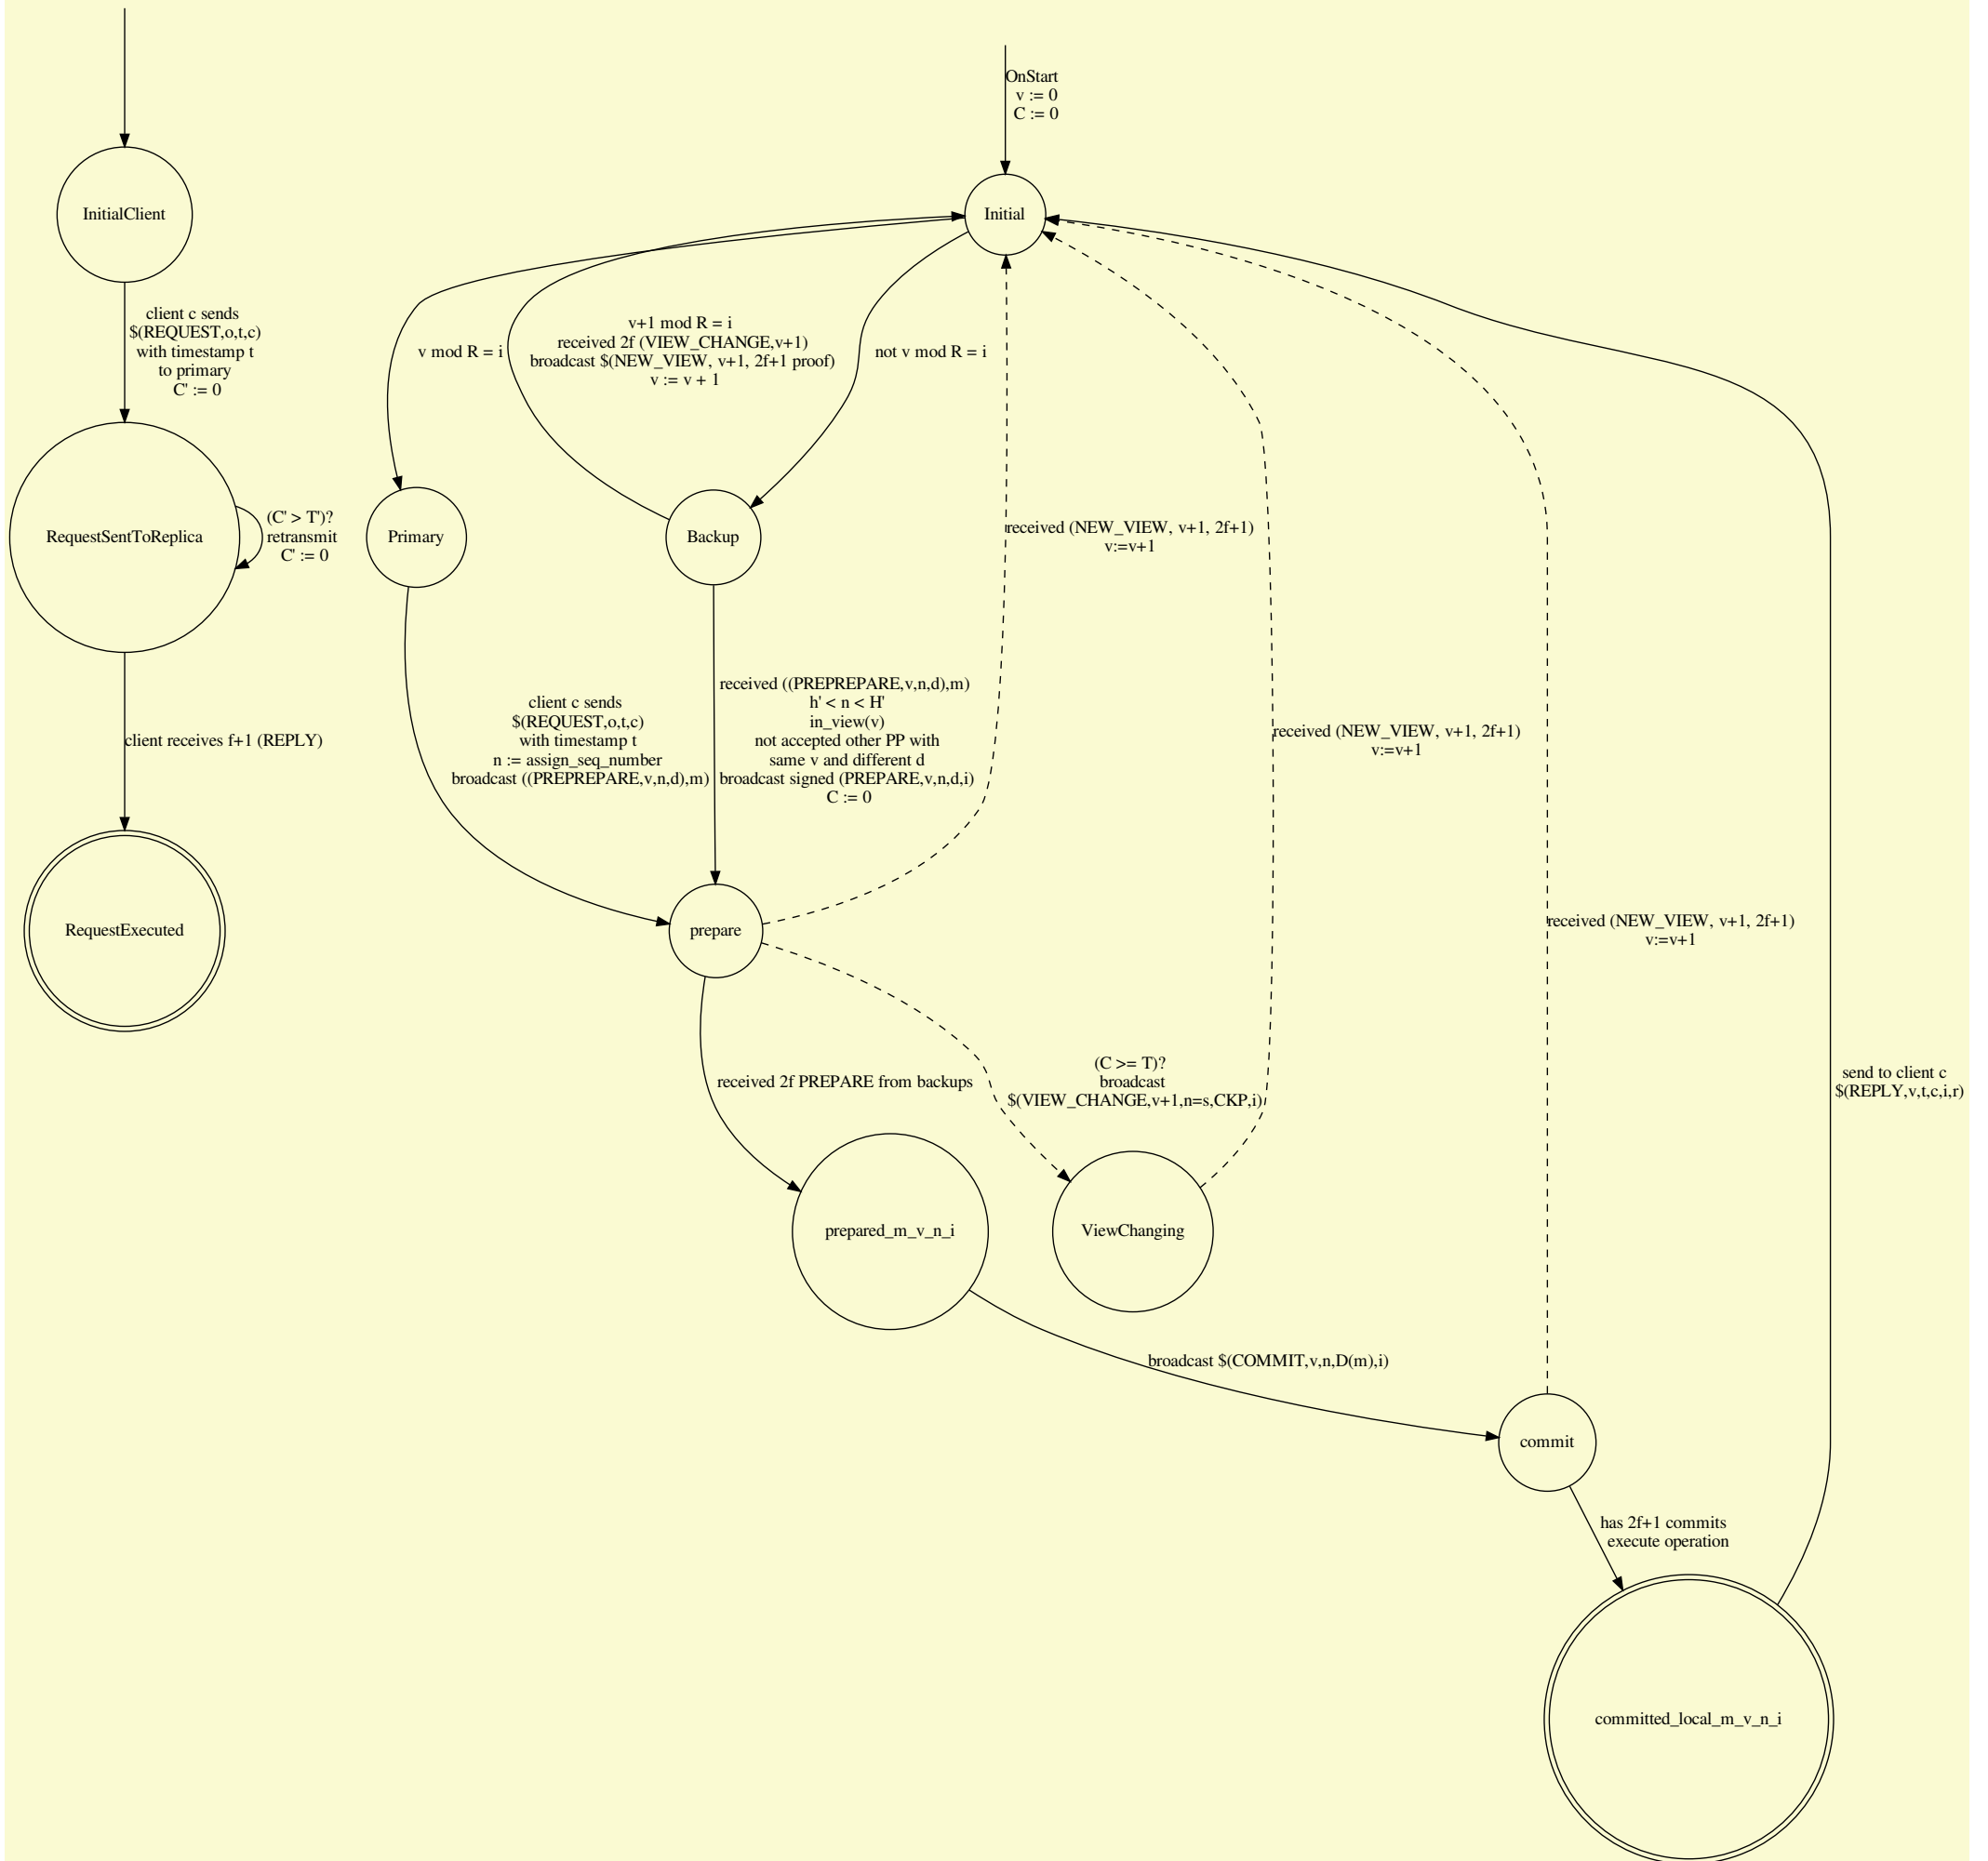 OnStart
v := 0
C := 0
InitialClient
Initial
client c sends
$(REQUEST,o,t,c)
with timestamp t
to primary
C' := 0
v mod R = i
v+1 mod R = i
received 2f (VIEW_CHANGE,v+1)
broadcast $(NEW_VIEW, v+1, 2f+1 proof)
v := v + 1
not v mod R = i
RequestSentToReplica
(C' > T')?
retransmit
C' := 0
Primary
Backup
received (NEW_VIEW, v+1, 2f+1)
v:=v+1
client receives f+1 (REPLY)
client c sends
$(REQUEST,o,t,c)
with timestamp t
n := assign_seq_number
broadcast ((PREPREPARE,v,n,d),m)
received ((PREPREPARE,v,n,d),m)
h' < n < H'
in_view(v)
not accepted other PP with
same v and different d
broadcast signed (PREPARE,v,n,d,i)
C := 0
received (NEW_VIEW, v+1, 2f+1)
v:=v+1
RequestExecuted
prepare
received (NEW_VIEW, v+1, 2f+1)
v:=v+1
received 2f PREPARE from backups
(C >= T)?
broadcast
$(VIEW_CHANGE,v+1,n=s,CKP,i)
send to client c
$(REPLY,v,t,c,i,r)
prepared_m_v_n_i
ViewChanging
broadcast $(COMMIT,v,n,D(m),i)
commit
has 2f+1 commits
execute operation
committed_local_m_v_n_i